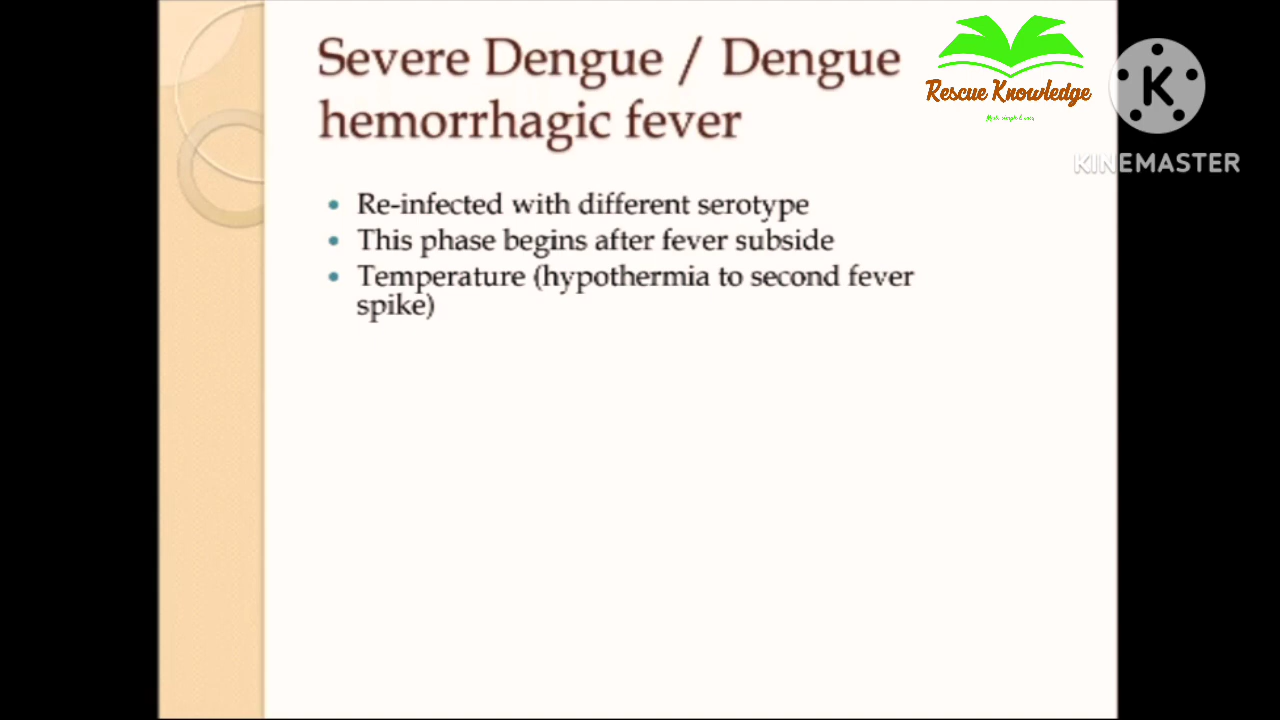 Severe Dengue / Dengue
hemorrhagic fever
Rescue Knowledge
KINEMASTER
• Re-infected with different serotype
• This phase begins after fever subside
• Temperature (hypothermia to second fever
spike)